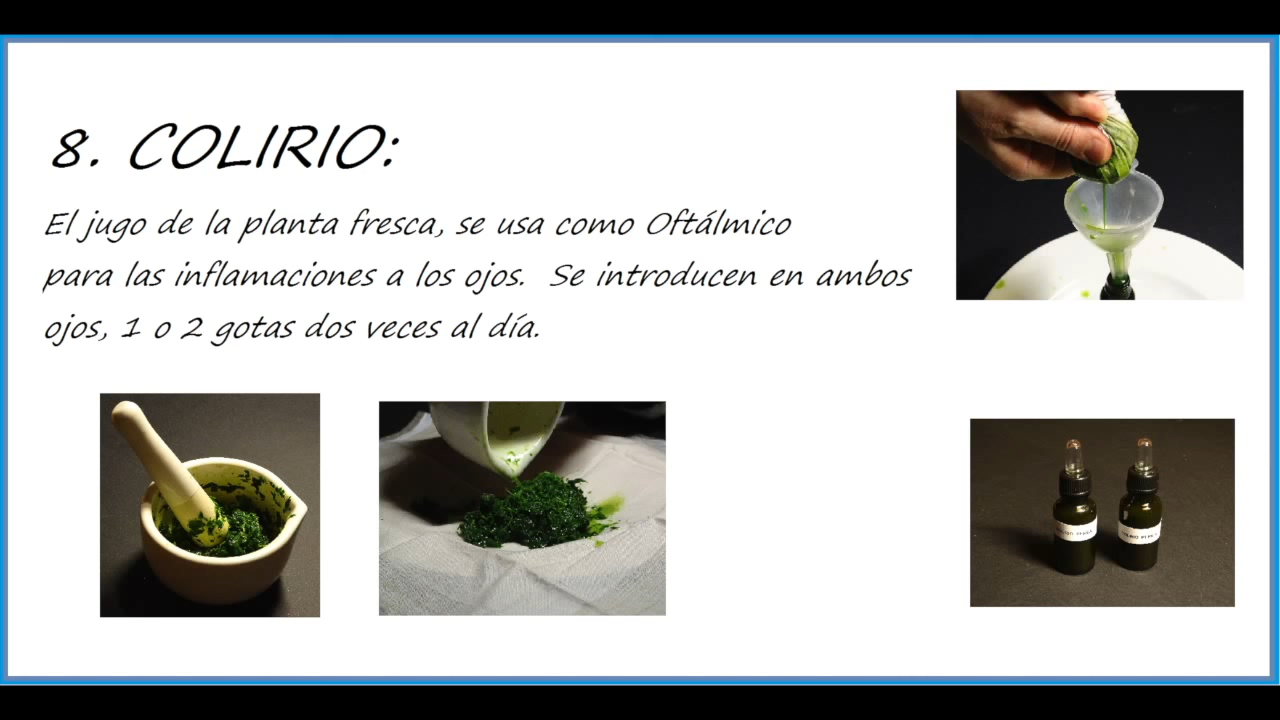 8. COLIRIO:
El jugo de la planta fresca, se usa como Oftálmico
para las inflamaciones a los ojos. Se introducen en ambos
ojos, 1 o 2 gotas dos veces al día.